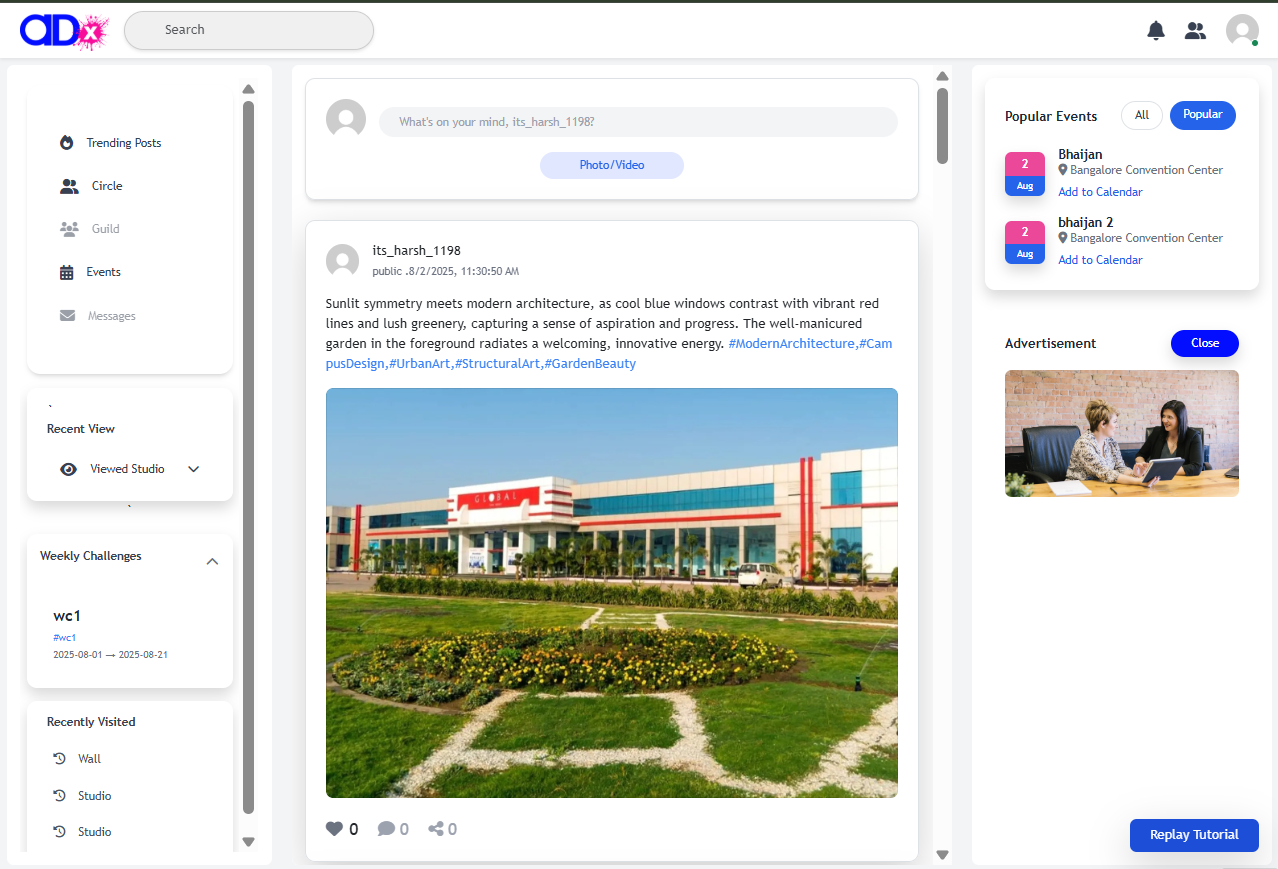 aDx
Search
Trending Posts
Circle
Guild
Events
Messages
`
Recent View
Viewed Studio
`
Weekly Challenges
wc1
#wc1
2025-08-01 → 2025-08-21
Recently Visited
Wall
Studio
Studio
What's on your mind, its_harsh_1198?
Photo/Video
its_harsh_1198
public .8/2/2025, 11:30:50 AM
Sunlit symmetry meets modern architecture, as cool blue windows contrast with vibrant red
lines and lush greenery, capturing a sense of aspiration and progress. The well-manicured
garden in the foreground radiates a welcoming, innovative energy. #ModernArchitecture,#Cam
pusDesign,#UrbanArt,#StructuralArt,#GardenBeauty
GLOBAL
0 0 0
Popular Events All Popular
2
Aug
Bhaijan
Bangalore Convention Center
Add to Calendar
2
Aug
bhaijan 2
Bangalore Convention Center
Add to Calendar
Advertisement Close
Replay Tutorial